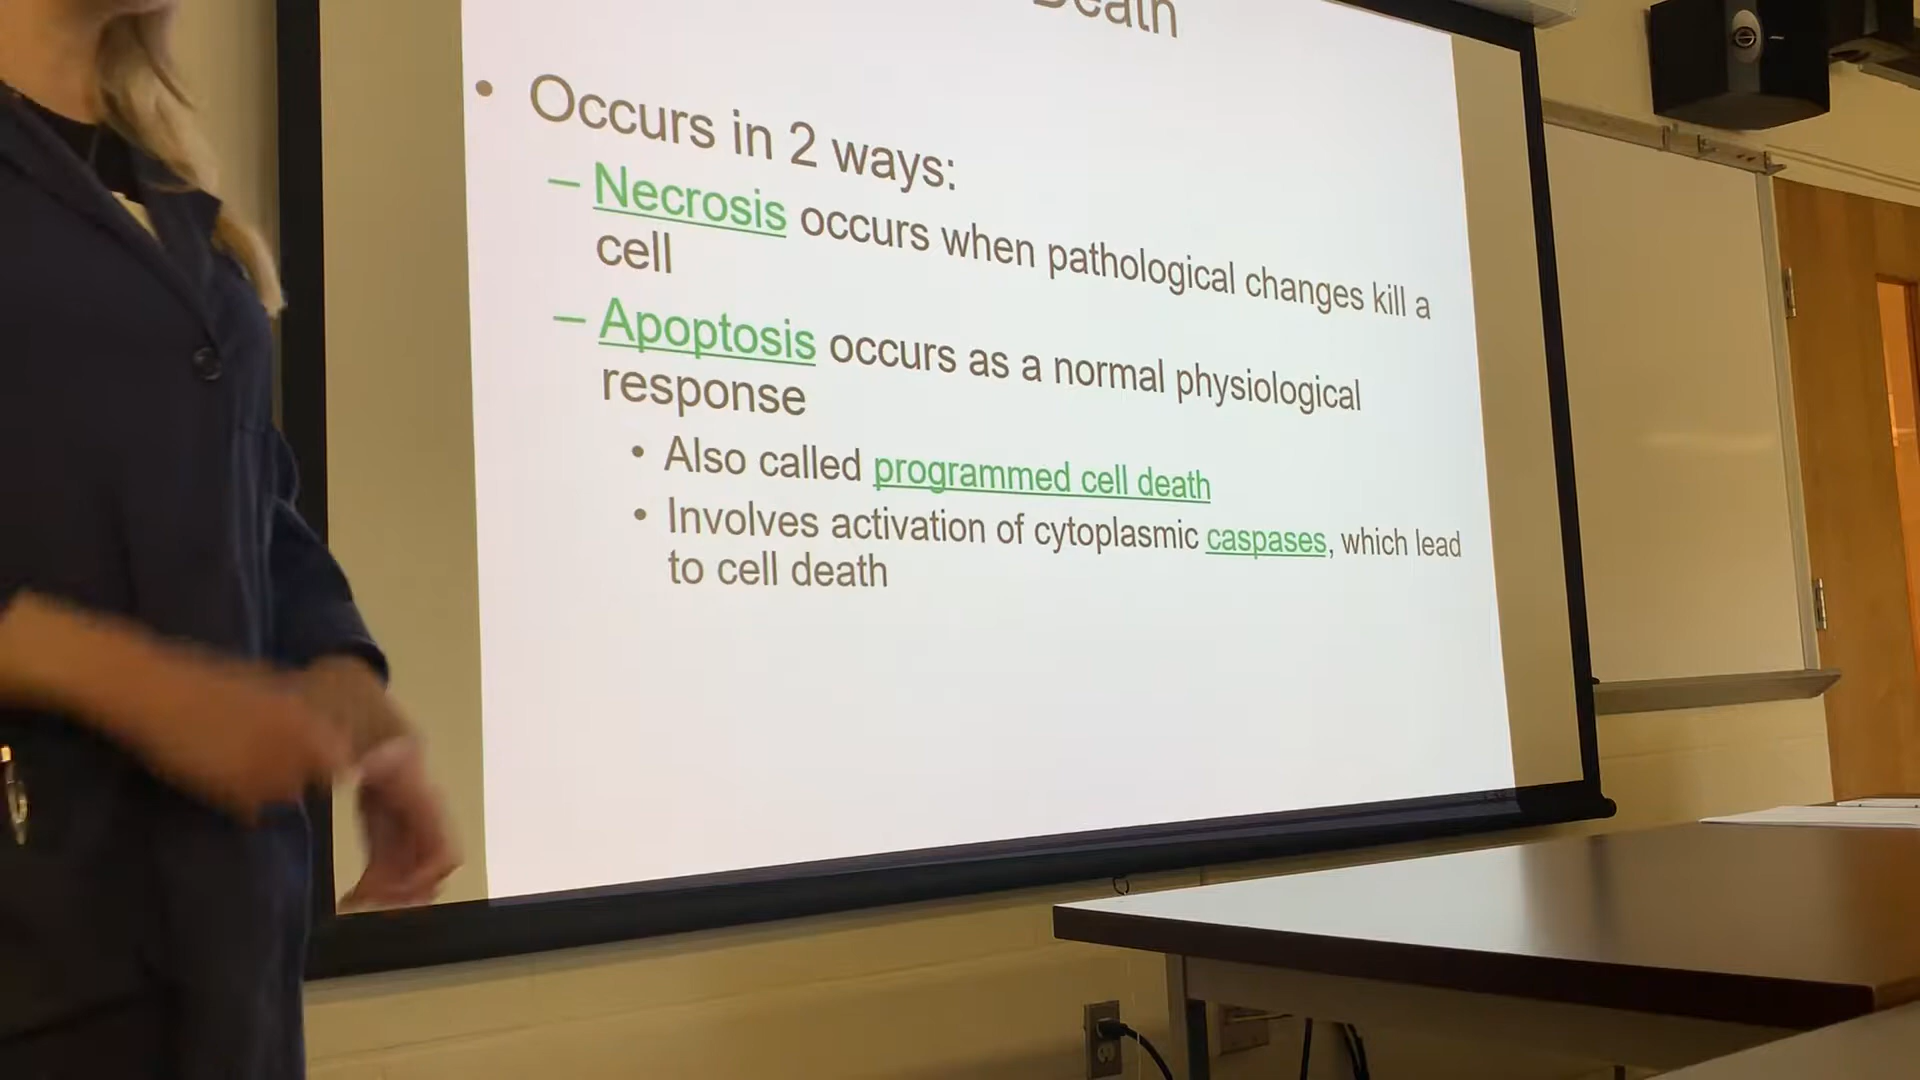 Death
• Occurs in 2 ways:
– Necrosis occurs when pathological changes kill a
cell
– Apoptosis occurs as a normal physiological
response
• Also called programmed cell death
• Involves activation of cytoplasmic caspases, which lead
to cell death